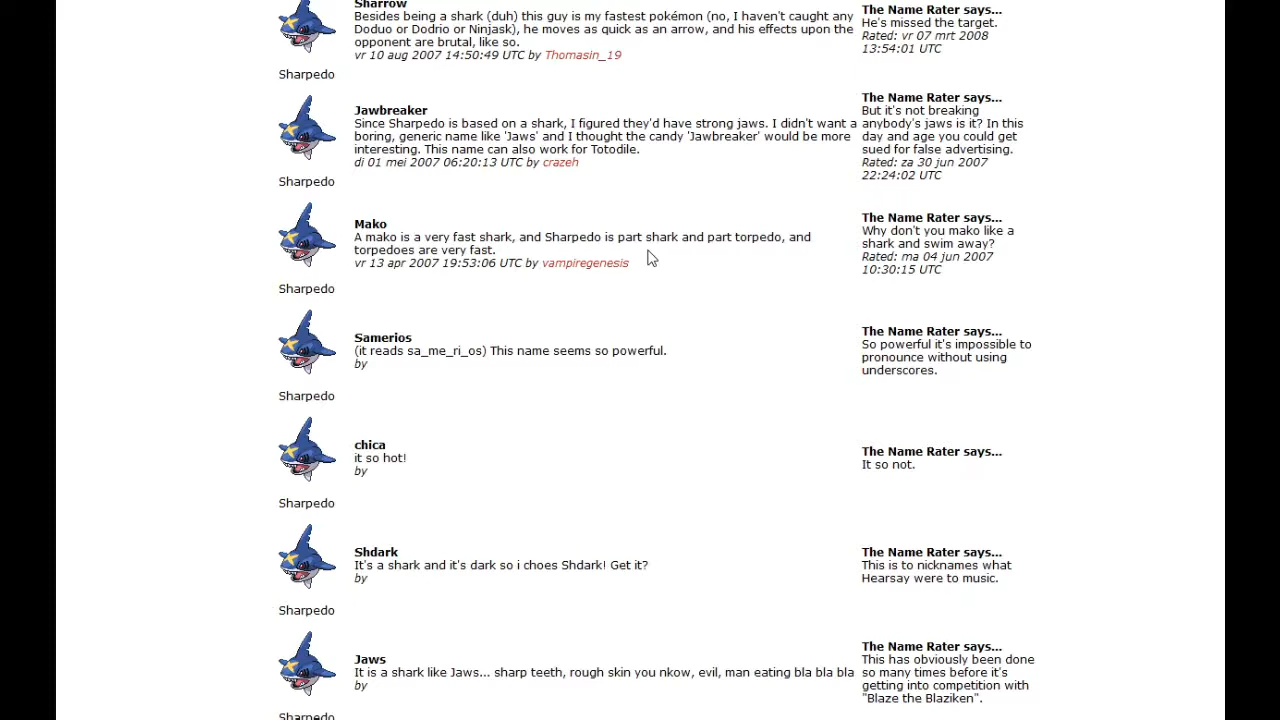 Sharrow
Besides being a shark (duh) this guy is my fastest pokémon (no, I haven't caught any
Doduo or Dodrio or Ninjask), he moves as quick as an arrow, and his effects upon the
opponent are brutal, like so.
vr 10 aug 2007 14:50:49 UTC by Thomasin_19
The Name Rater says...
He's missed the target.
Rated: vr 07 mrt 2008
13:54:01 UTC
Sharpedo
Jawbreaker
Since Sharpedo is based on a shark, I figured they'd have strong jaws. I didn't want a
boring, generic name like 'Jaws' and I thought the candy 'Jawbreaker' would be more
interesting. This name can also work for Totodile.
di 01 mei 2007 06:20:13 UTC by crazeh
The Name Rater says...
But it's not breaking
anybody's jaws is it? In this
day and age you could get
sued for false advertising.
Rated: za 30 jun 2007
22:24:02 UTC
Sharpedo
Mako
A mako is a very fast shark, and Sharpedo is part shark and part torpedo, and
torpedoes are very fast.
vr 13 apr 2007 19:53:06 UTC by vampiregenesis
The Name Rater says...
Why don't you mako like a
shark and swim away?
Rated: ma 04 jun 2007
10:30:15 UTC
Sharpedo
Samerios
(it reads sa_me_ri_os) This name seems so powerful.
by
The Name Rater says...
So powerful it's impossible to
pronounce without using
underscores.
Sharpedo
chica
it so hot!
by
The Name Rater says...
It so not.
Sharpedo
Shdark
It's a shark and it's dark so i choes Shdark! Get it?
by
The Name Rater says...
This is to nicknames what
Hearsay were to music.
Sharpedo
Jaws
It is a shark like Jaws... sharp teeth, rough skin you nkow, evil, man eating bla bla bla
by
The Name Rater says...
This has obviously been done
so many times before it's
getting into competition with
"Blaze the Blaziken".
Sharpedo